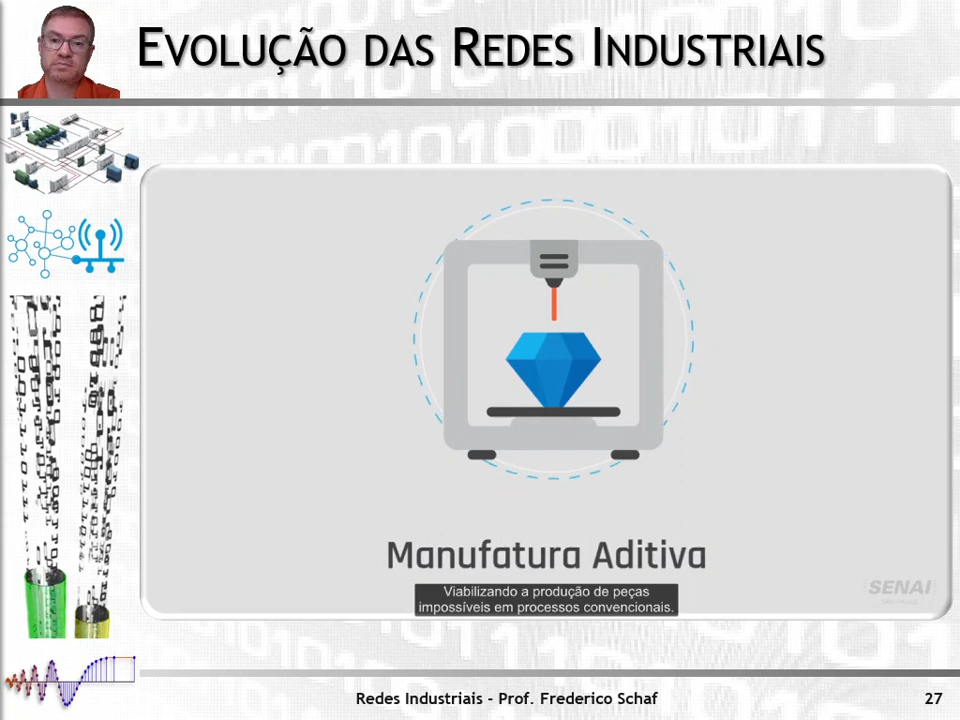 Evolução das Redes Industriais
Manufatura Aditiva
Viabilizando a produção de peças
impossíveis em processos convencionais.
SENAI
Redes Industriais - Prof. Frederico Schaf
27